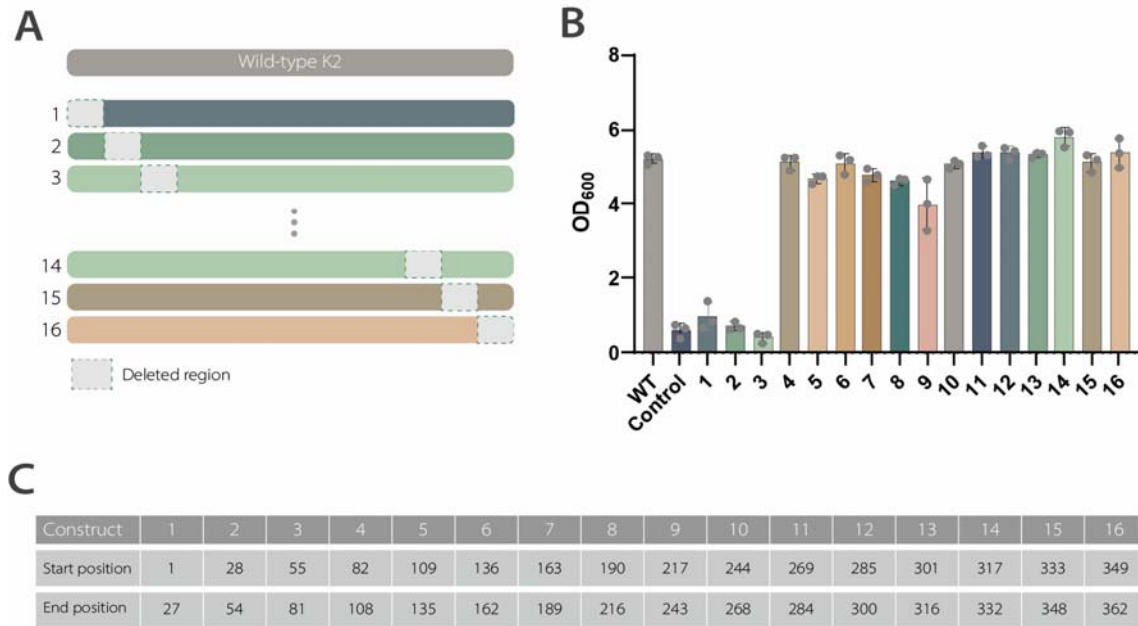 A
Wild-type K2
1
2
3
14
15
16
Deleted region
B
OD600
8
6
4
2
0
WT Control 1 2 3 4 5 6 7 8 9 10 11 12 13 14 15 16
C
Construct 1 2 3 4 5 6 7 8 9 10 11 12 13 14 15 16
Start position 1 28 55 82 109 136 163 190 217 244 269 285 301 317 333 349
End position 27 54 81 108 135 162 189 216 243 268 284 300 316 332 348 362